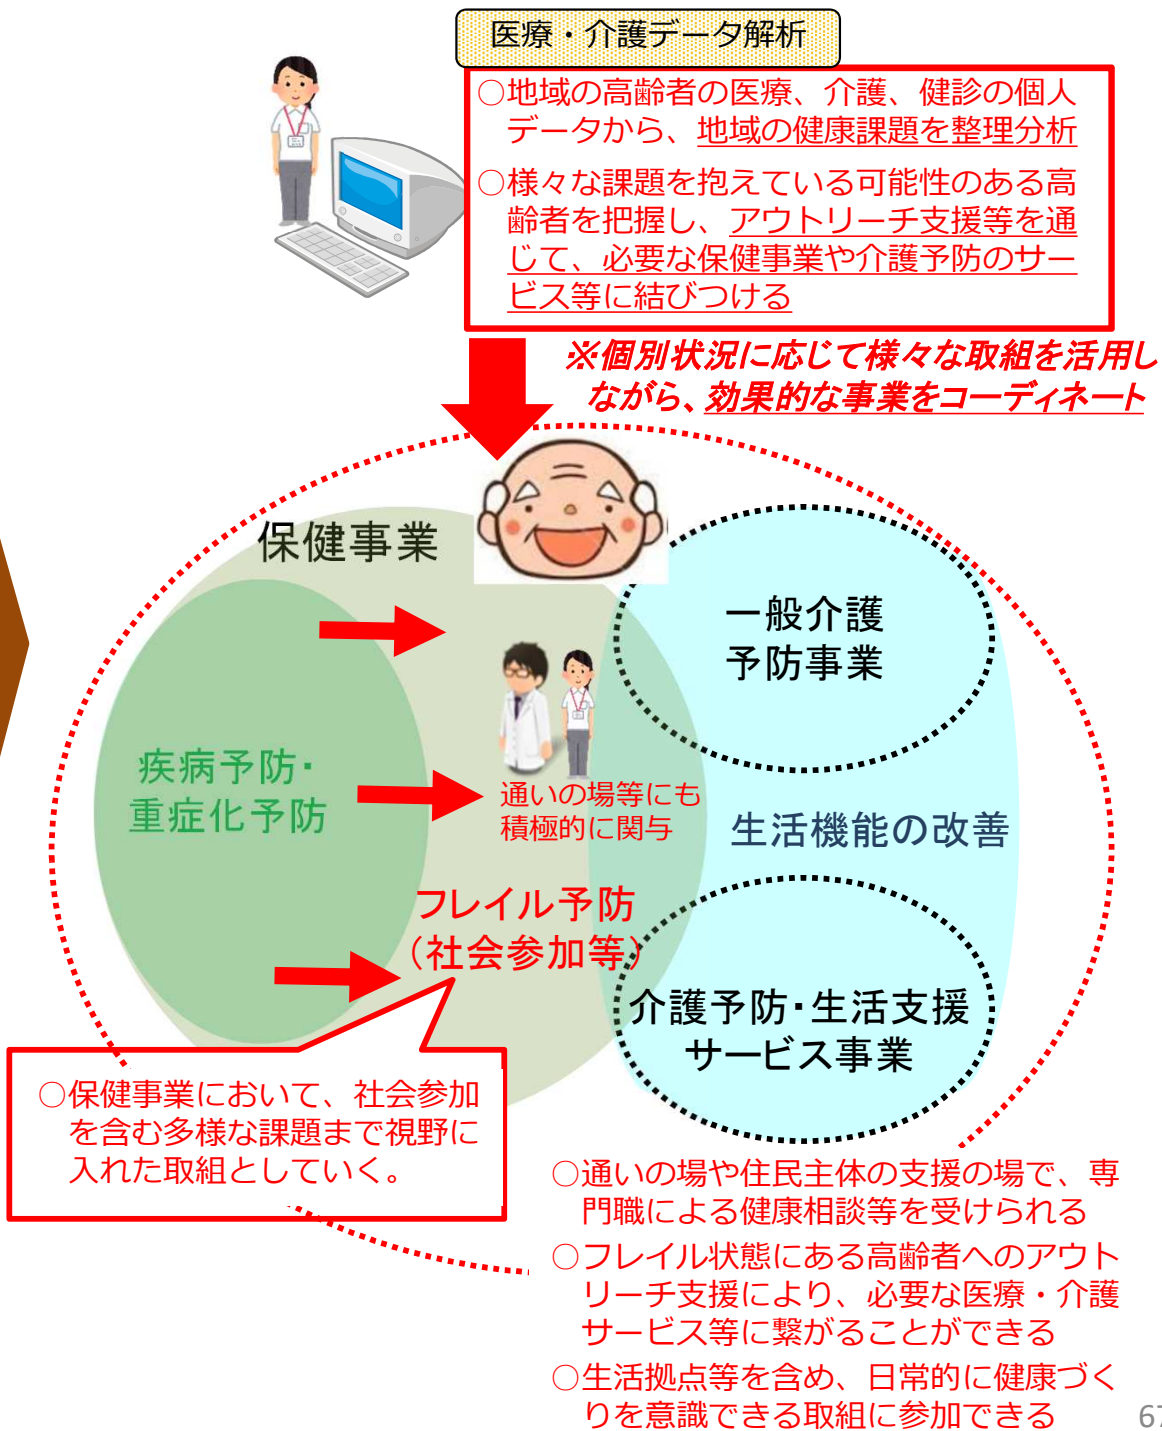 医療・介護データ解析
○地域の高齢者の医療、介護、健診の個人
データから、地域の健康課題を整理分析
○様々な課題を抱えている可能性のある高
齢者を把握し、アウトリーチ支援等を通
じて、必要な保健事業や介護予防のサー
ビス等に結びつける
※個別状況に応じて様々な取組を活用し
ながら、効果的な事業をコーディネート
保健事業
一般介護
予防事業
疾病予防・
重症化予防
通いの場等にも
積極的に関与
生活機能の改善
フレイル予防
（社会参加等）
介護予防・生活支援
サービス事業
○保健事業において、社会参加
を含む多様な課題まで視野に
入れた取組としていく。
○通いの場や住民主体の支援の場で、専
門職による健康相談等を受けられる
○フレイル状態にある高齢者へのアウト
リーチ支援により、必要な医療・介護
サービス等に繋がることができる
○生活拠点等を含め、日常的に健康づく
りを意識できる取組に参加できる
67